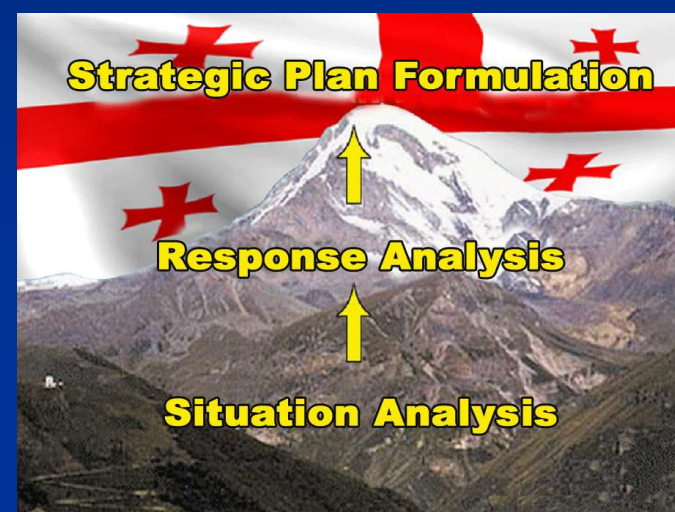 Strategic Plan Formulation
Response Analysis
Situation Analysis